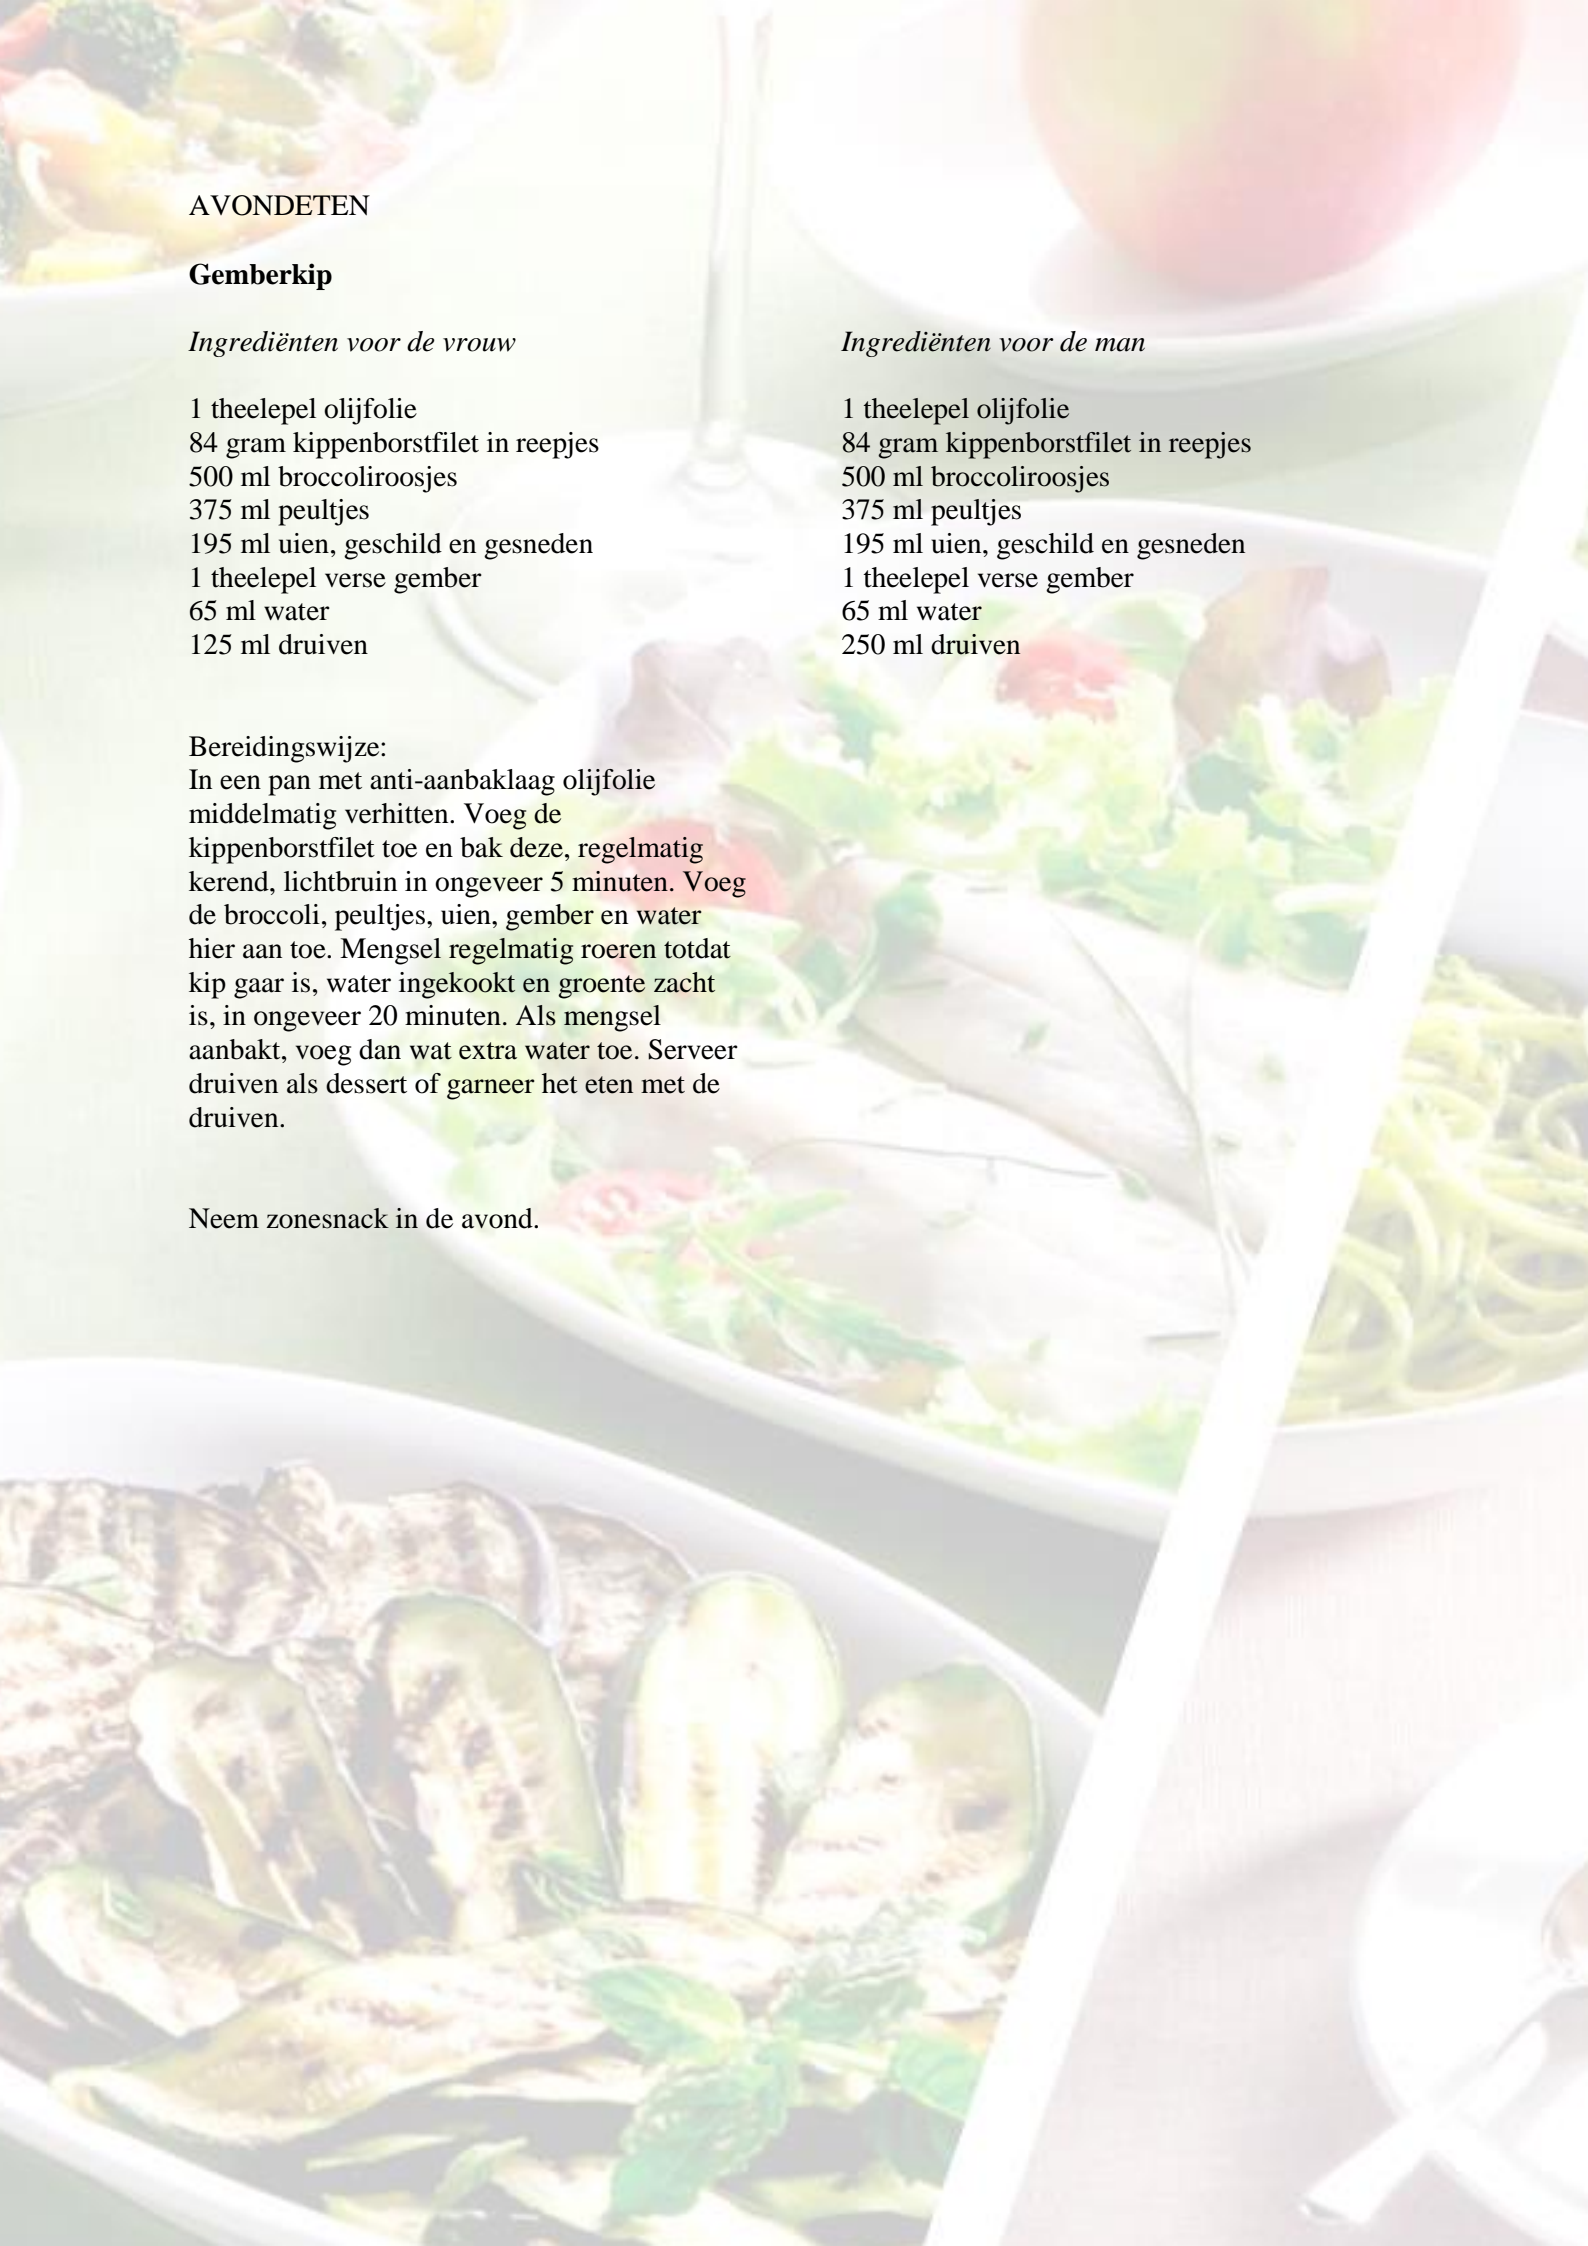 AVONDETEN
Gemberkip
Ingrediënten voor de vrouw
1 theelepel olijfolie
84 gram kippenborstfilet in reepjes
500 ml broccoliroosjes
375 ml peultjes
195 ml uien, geschild en gesneden
1 theelepel verse gember
65 ml water
125 ml druiven
Ingrediënten voor de man
1 theelepel olijfolie
84 gram kippenborstfilet in reepjes
500 ml broccoliroosjes
375 ml peultjes
195 ml uien, geschild en gesneden
1 theelepel verse gember
65 ml water
250 ml druiven
Bereidingswijze:
In een pan met anti-aanbaklaag olijfolie
middelmatig verhitten. Voeg de
kippenborstfilet toe en bak deze, regelmatig
kerend, lichtbruin in ongeveer 5 minuten. Voeg
de broccoli, peultjes, uien, gember en water
hier aan toe. Mengsel regelmatig roeren totdat
kip gaar is, water ingekookt en groente zacht
is, in ongeveer 20 minuten. Als mengsel
aanbakt, voeg dan wat extra water toe. Serveer
druiven als dessert of garneer het eten met de
druiven.
Neem zonesnack in de avond.